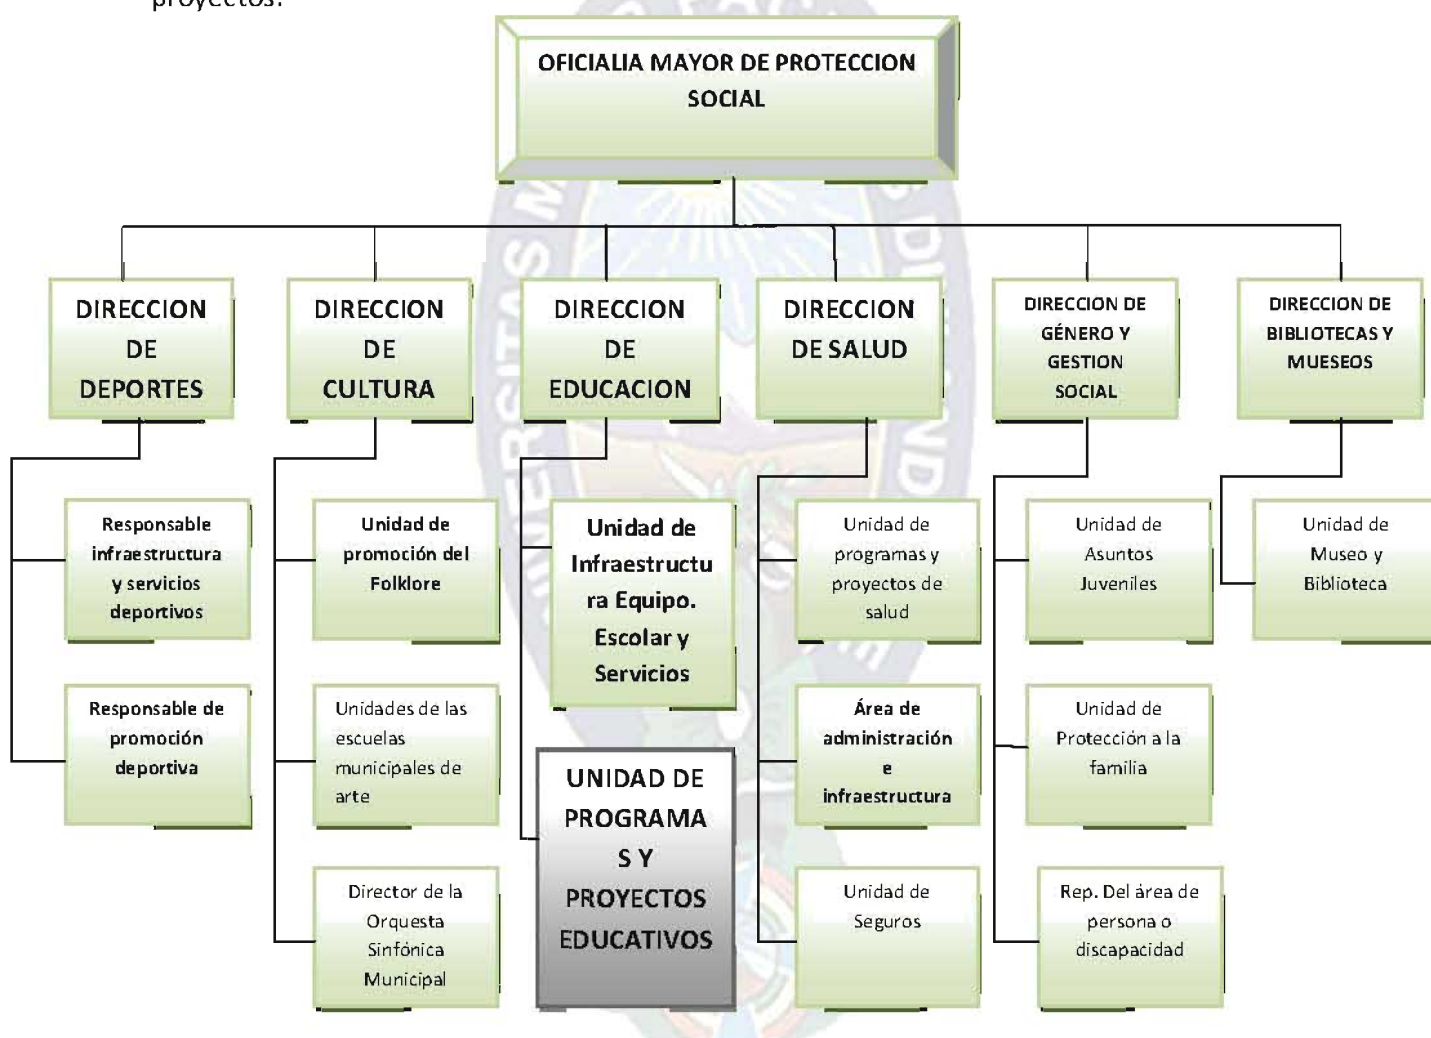 proyectos.
OFICIALIA MAYOR DE PROTECCION
SOCIAL
DIRECCION
DE
DEPORTES
DIRECCION
DE
CULTURA
DIRECCION
DE
EDUCACION
DIRECCION
DE SALUD
DIRECCION DE
GÉNERO Y
GESTION
SOCIAL
DIRECCION DE
BIBLIOTECAS Y
MUESEOS
Responsable
infraestructura
y servicios
deportivos
Responsable de
promoción
deportiva
Unidad de
promoción del
Folklore
Unidades de las
escuelas
municipales de
arte
Director de la
Orquesta
Sinfónica
Municipal
Unidad de
Infraestructu
ra Equipo.
Escolar y
Servicios
UNIDAD DE
PROGRAMA
S Y
PROYECTOS
EDUCATIVOS
Unidad de
programas y
proyectos de
salud
Área de
administración
e
infraestructura
Unidad de
Seguros
Unidad de
Asuntos
Juveniles
Unidad de
Protección a la
familia
Rep. Del área de
persona o
discapacidad
Unidad de
Museo y
Biblioteca